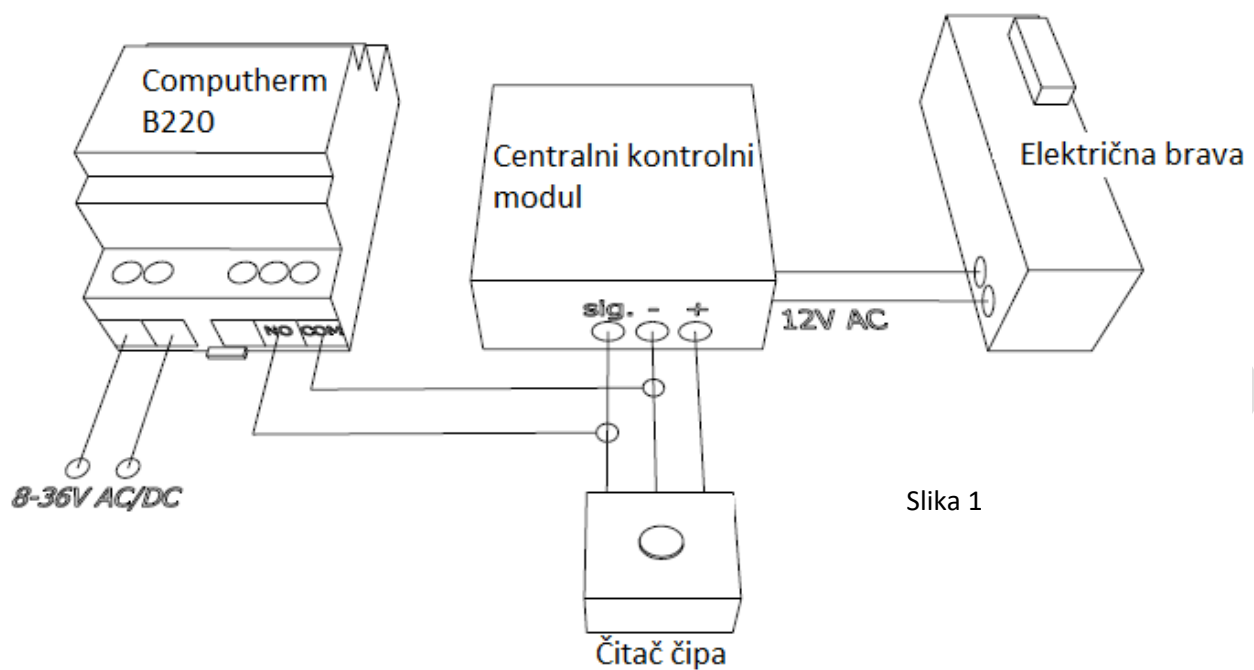 Computherm
B220
Centralni kontrolni
modul
Električna brava
NO COM
sig. - +
12V AC
8-36V AC/DC
Slika 1
Čitač čipa